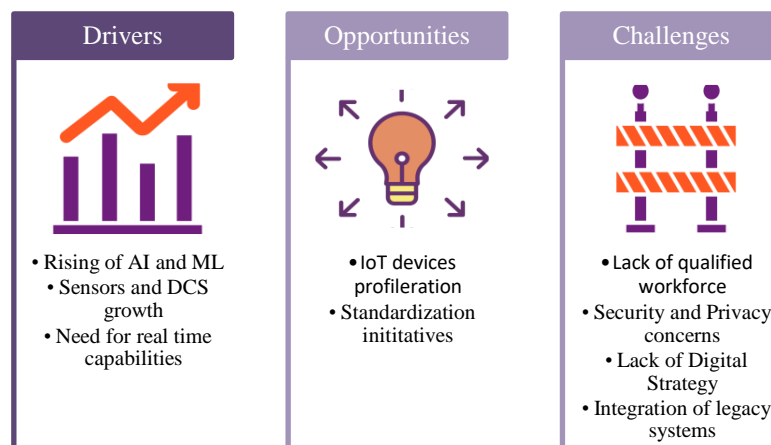 Drivers
• Rising of AI and ML
• Sensors and DCS
growth
• Need for real time
capabilities
Opportunities
• IoT devices
profileration
• Standardization
inititatives
Challenges
• Lack of qualified
workforce
• Security and Privacy
concerns
• Lack of Digital
Strategy
• Integration of legacy
systems